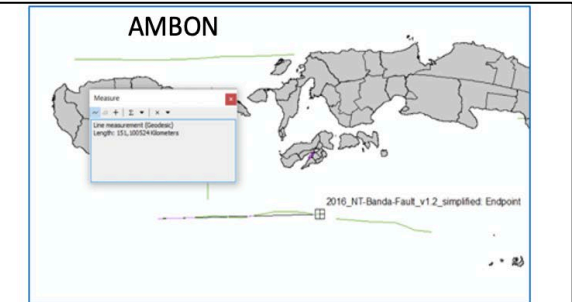 AMBON
Measure
Line measurement (Geodesic)
Length: 151,100524 Kilometers
2016_NT-Banda-Fault_v1.2_simplified: Endpoint